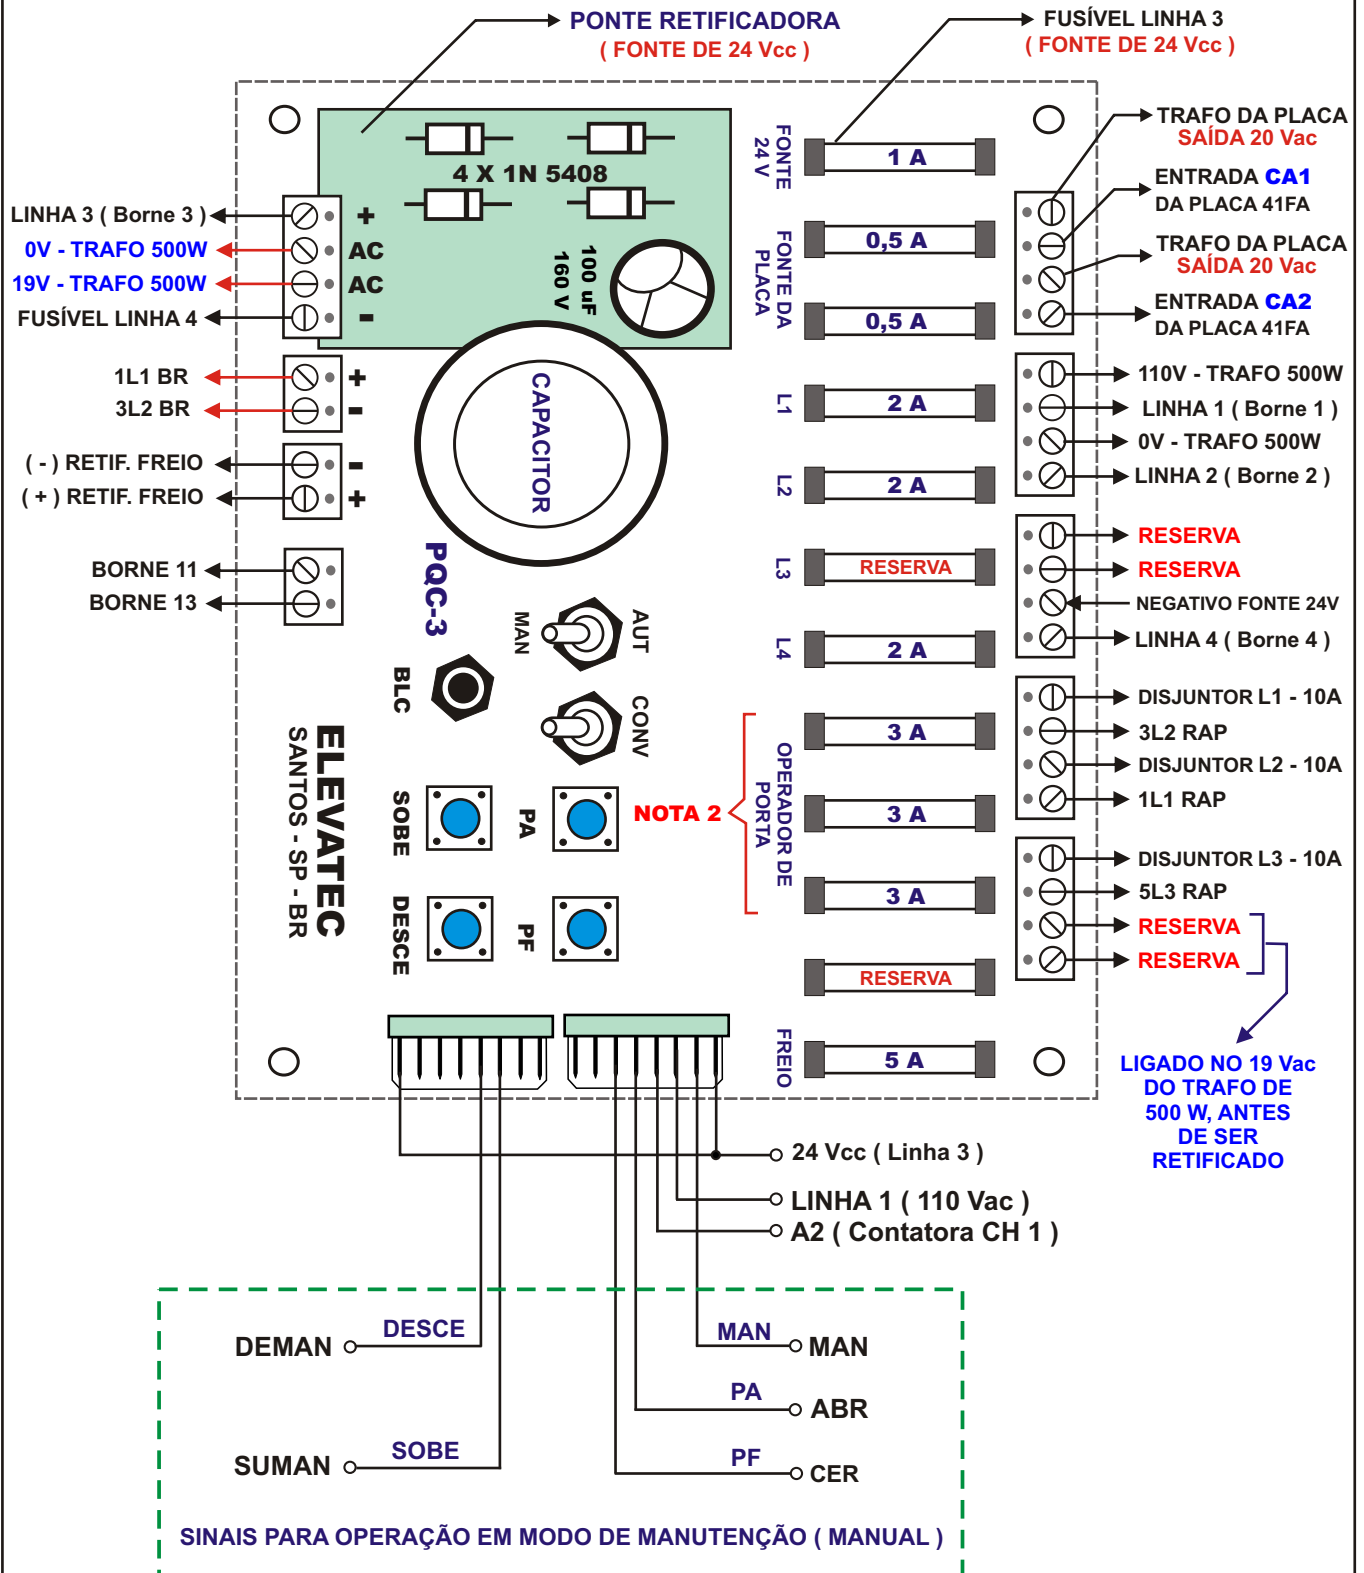 PONTE RETIFICADORA
( FONTE DE 24 Vcc )
FUSÍVEL LINHA 3
( FONTE DE 24 Vcc )
4 X 1N 5408
100 uF
160 V
LINHA 3 ( Borne 3 )
+
0V - TRAFO 500W
AC
19V - TRAFO 500W
AC
FUSÍVEL LINHA 4
-
1L1 BR
+
3L2 BR
-
( - ) RETIF. FREIO
-
( + ) RETIF. FREIO
+
BORNE 11
BORNE 13
CAPACITOR
PQC-3
MAN
AUT
BLC
CONV
ELEVATEC
SANTOS - SP - BR
SOBE
PA
DESCE
PF
NOTA 2
FONTE
24 V
1 A
FONTE DA
PLACA
0,5 A
0,5 A
L1
2 A
L2
2 A
L3
RESERVA
L4
2 A
OPERADOR DE
PORTA
3 A
3 A
3 A
RESERVA
FREIO
5 A
TRAFO DA PLACA
SAÍDA 20 Vac
ENTRADA CA1
DA PLACA 41FA
TRAFO DA PLACA
SAÍDA 20 Vac
ENTRADA CA2
DA PLACA 41FA
110V - TRAFO 500W
LINHA 1 ( Borne 1 )
0V - TRAFO 500W
LINHA 2 ( Borne 2 )
RESERVA
RESERVA
NEGATIVO FONTE 24V
LINHA 4 ( Borne 4 )
DISJUNTOR L1 - 10A
3L2 RAP
DISJUNTOR L2 - 10A
1L1 RAP
DISJUNTOR L3 - 10A
5L3 RAP
RESERVA
RESERVA
LIGADO NO 19 Vac
DO TRAFO DE
500 W, ANTES
DE SER
RETIFICADO
24 Vcc ( Linha 3 )
LINHA 1 ( 110 Vac )
A2 ( Contatora CH 1 )
DEMAN
DESCE
MAN
MAN
PA
ABR
SUMAN
SOBE
PF
CER
SINAIS PARA OPERAÇÃO EM MODO DE MANUTENÇÃO ( MANUAL )